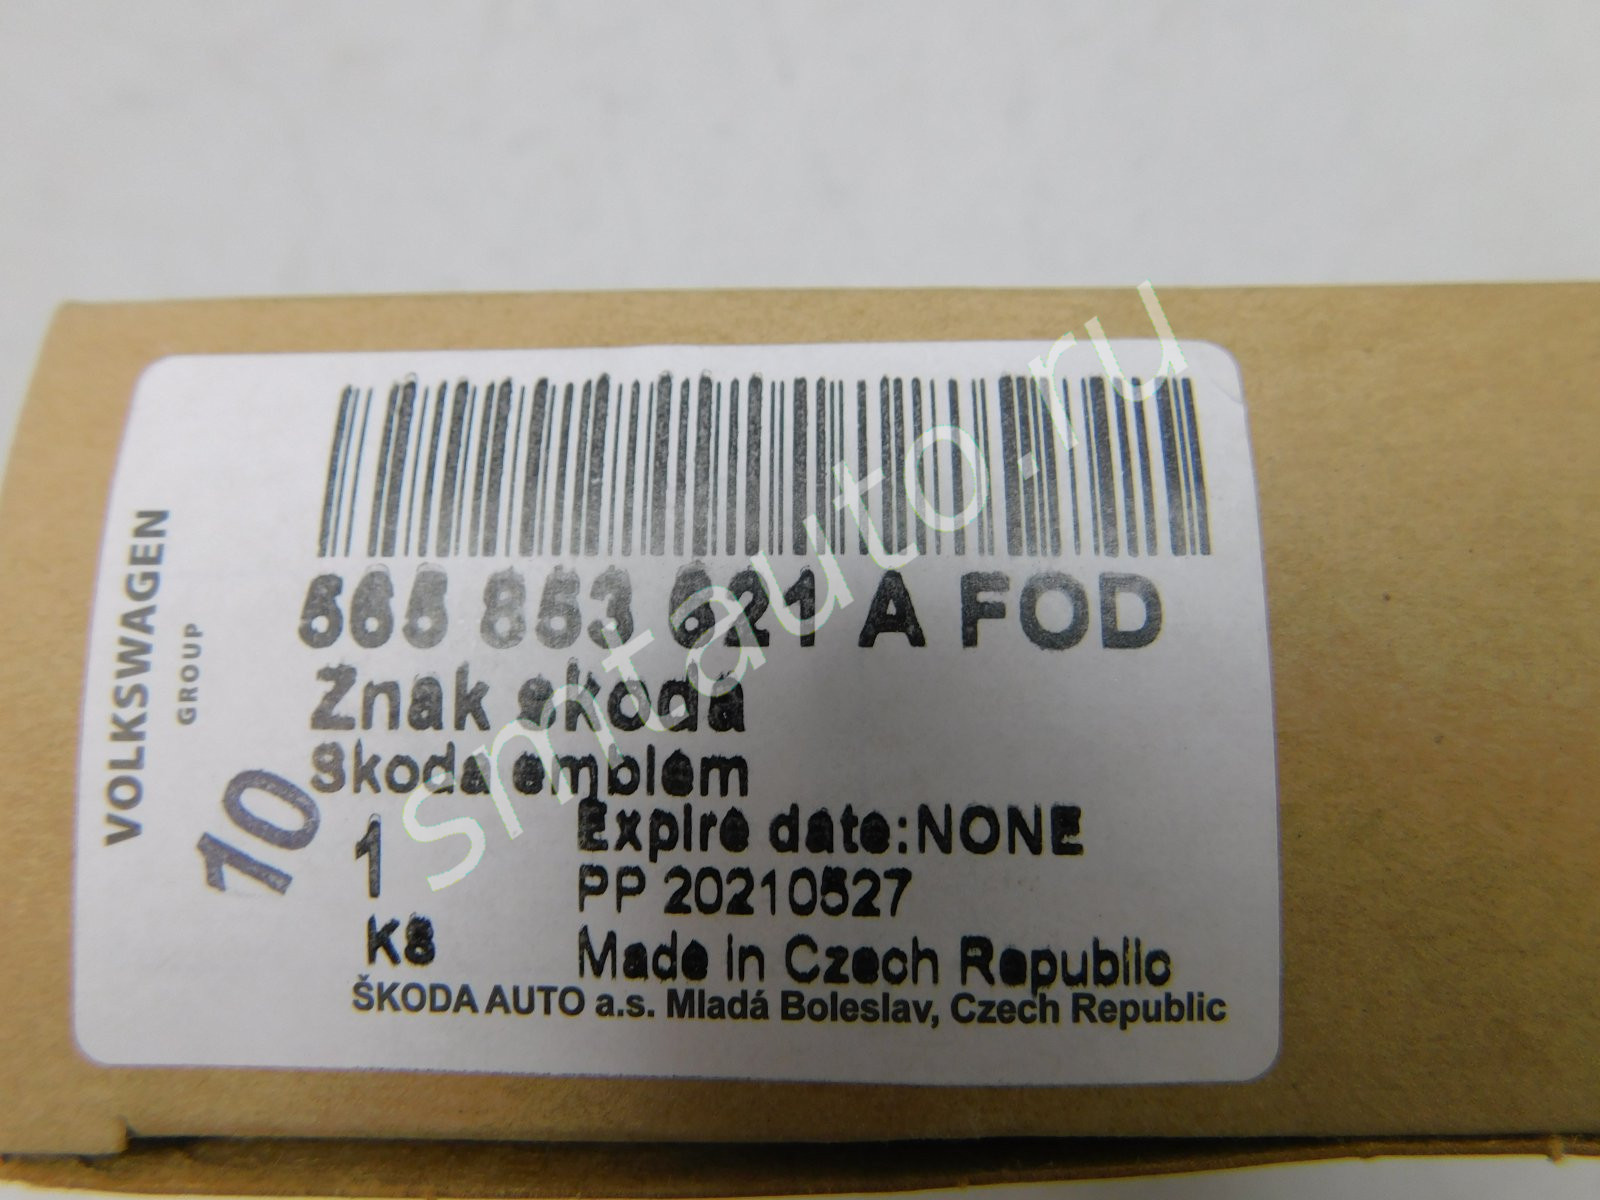 565 853 621 A FOD
Znak skoda
Skoda emblem
1
Expire date:NONE
PP 20210527
K8
Made in Czech Republic
ŠKODA AUTO a.s. Mladá Boleslav, Czech Republic
VOLKSWAGEN
GROUP
10
smtauto.ru